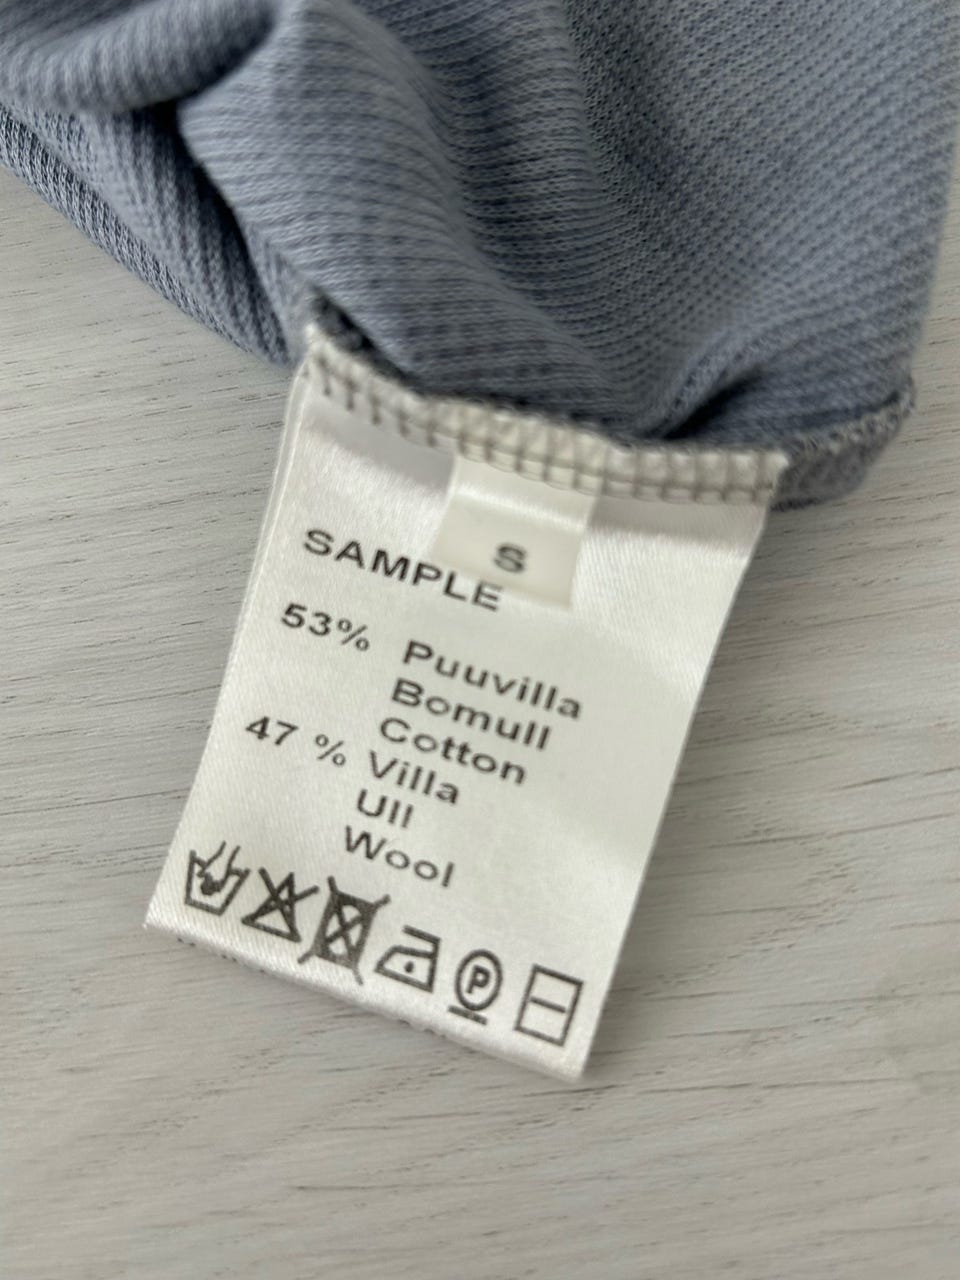 S
SAMPLE
53% Puuvilla
Bomull
Cotton
47 % Villa
Ull
Wool
P